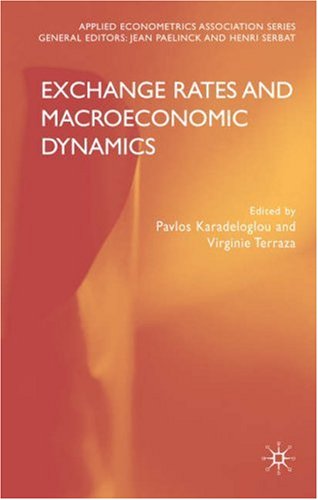 APPLIED ECONOMETRICS ASSOCIATION SERIES
GENERAL EDITORS: JEAN PAELINCK AND HENRI SERBAT
EXCHANGE RATES AND
MACROECONOMIC
DYNAMICS
Edited by
Pavlos Karadeloglou and
Virginie Terraza